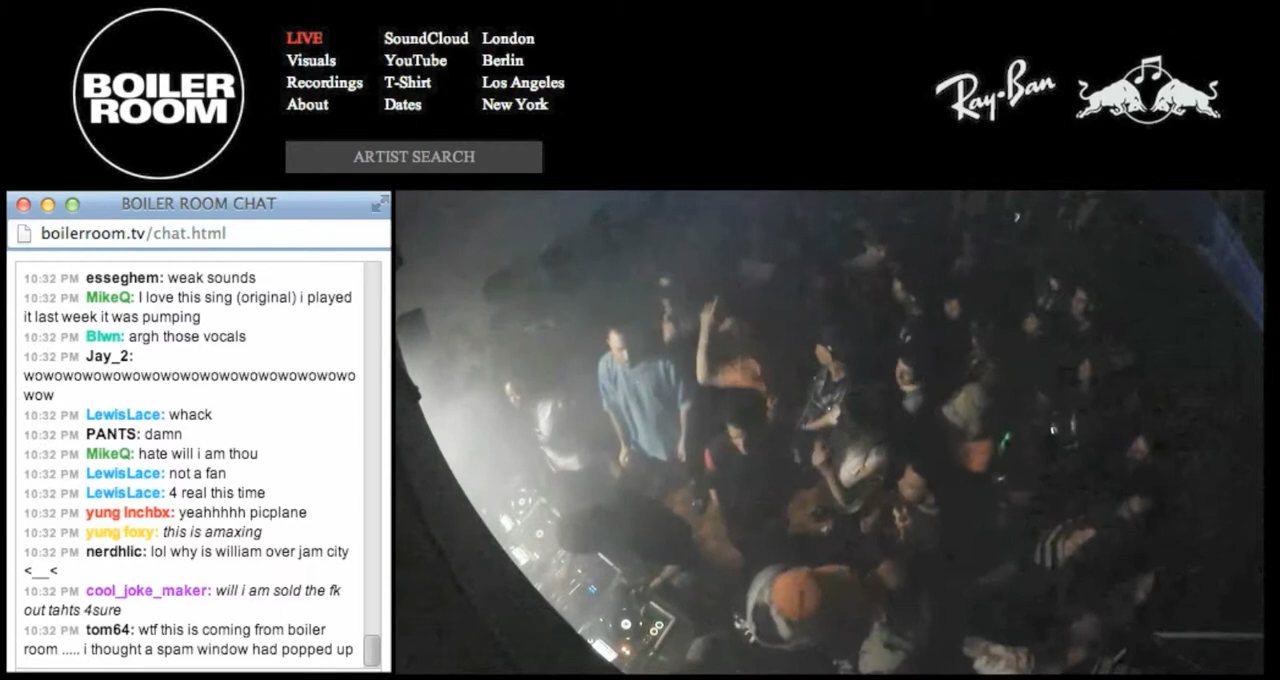 BOILER
ROOM
LIVE
Visuals
Recordings
About
SoundCloud
YouTube
T-Shirt
Dates
London
Berlin
Los Angeles
New York
ARTIST SEARCH
Ray-Ban
BOILER ROOM CHAT
boilerroom.tv/chat.html
10:32 PM esseghem: weak sounds
10:32 PM MikeQ: I love this sing (original) i played
it last week it was pumping
10:32 PM Blwn: argh those vocals
10:32 PM Jay_2:
wowowowowowowowowowowowowowowowowo
wow
10:32 PM LewisLace: whack
10:32 PM PANTS: damn
10:32 PM MikeQ: hate will i am thou
10:32 PM LewisLace: not a fan
10:32 PM LewisLace: 4 real this time
10:32 PM yung lnchbx: yeahhhhh picplane
10:32 PM yung foxy: this is amaxing
10:32 PM nerdhlic: lol why is william over jam city
<__<
10:32 PM cool_joke_maker: will i am sold the fk
out tahts 4sure
10:32 PM tom64: wtf this is coming from boiler
room ..... i thought a spam window had popped up